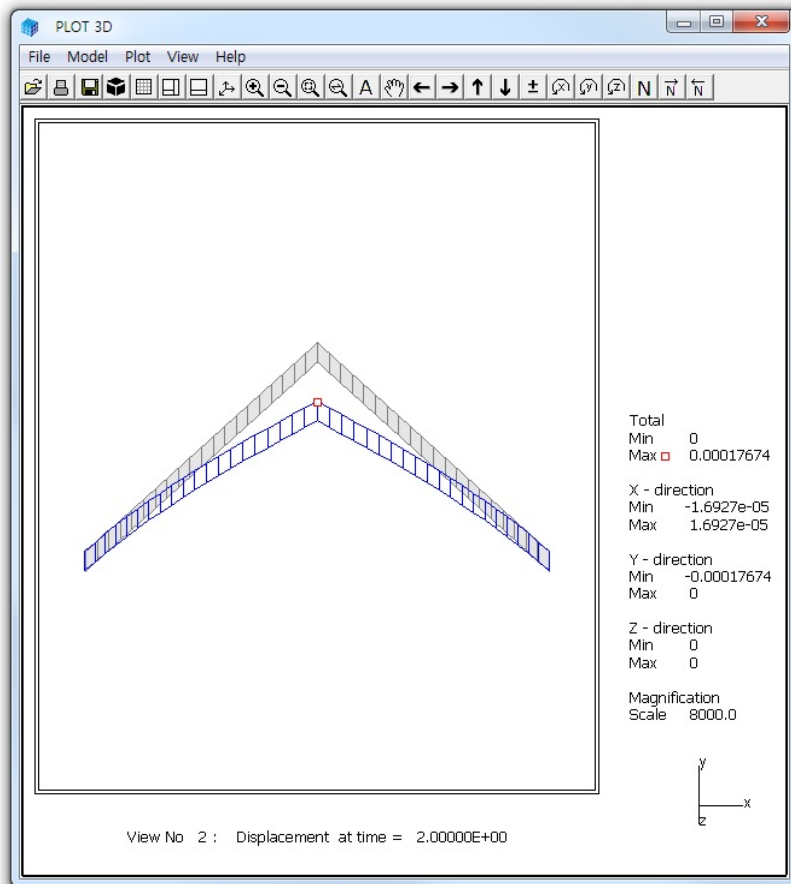 PLOT 3D
File Model Plot View Help
A X Y Z N N N
Total
Min 0
Max 0.00017674
X - direction
Min -1.6927e-05
Max 1.6927e-05
Y - direction
Min -0.00017674
Max 0
Z - direction
Min 0
Max 0
Magnification
Scale 8000.0
y
x
z
View No 2 : Displacement at time = 2.00000E+00